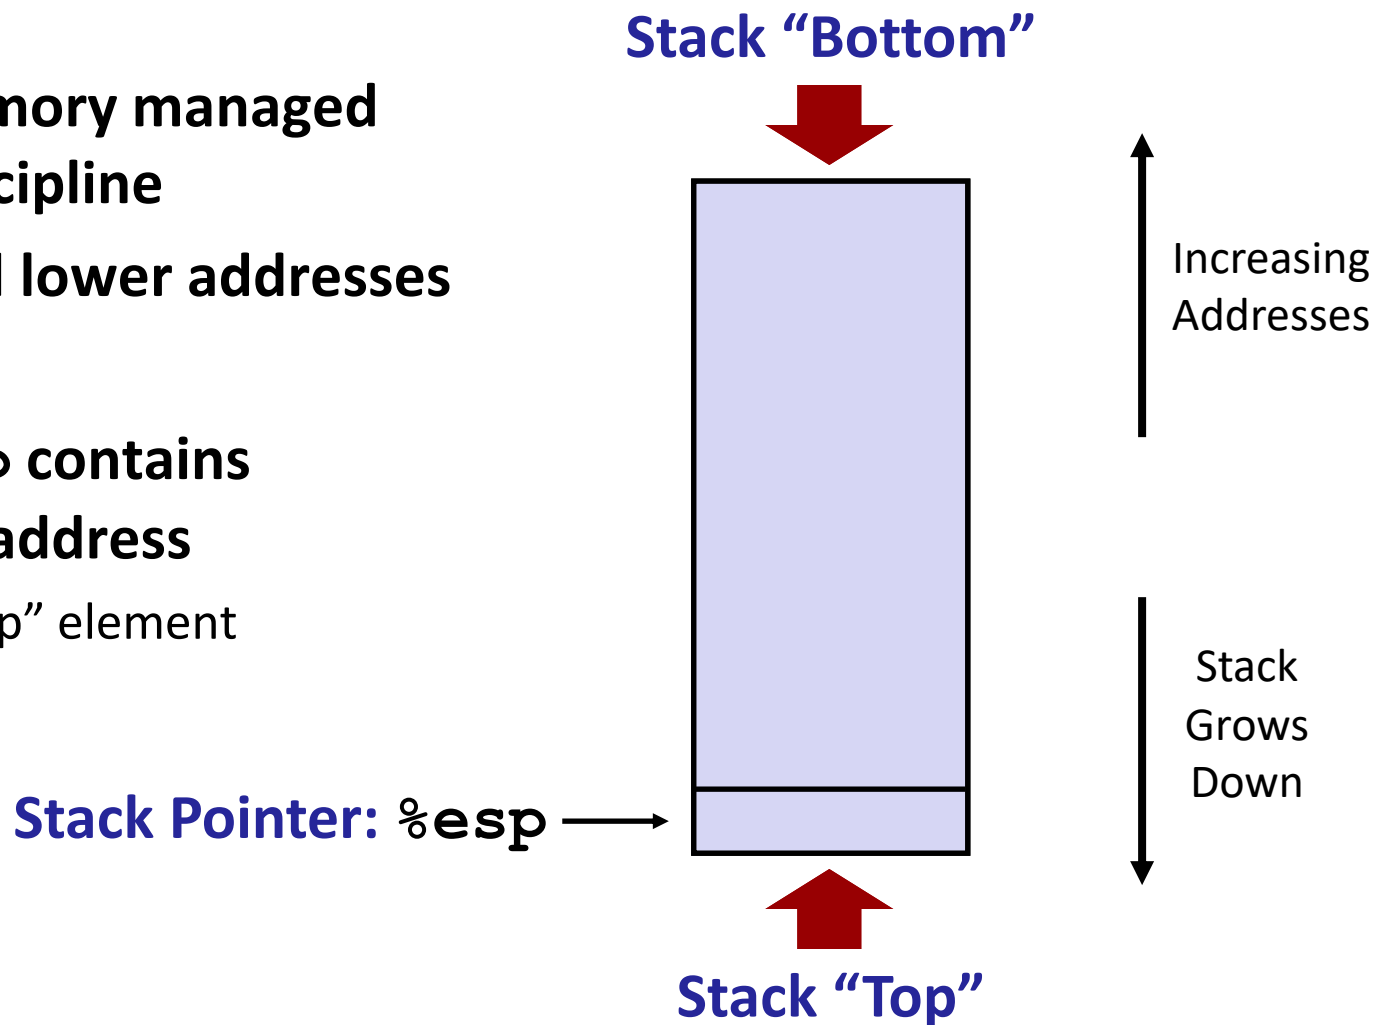 Stack “Bottom”
mory managed
cipline
lower addresses
contains
address
p” element
Increasing
Addresses
Stack
Grows
Down
Stack Pointer: %esp
Stack “Top”